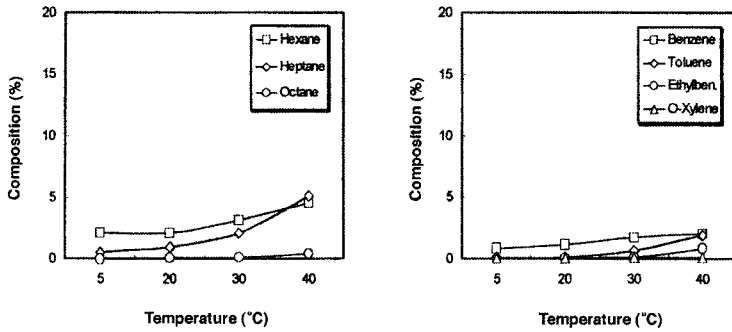 20
15
10
5
0
Composition (%)
Hexane
Heptane
Octane
5 20 30 40
Temperature (°C)
20
15
10
5
0
Composition (%)
Benzene
Toluene
Ethylben.
O-Xylene
5 20 30 40
Temperature (°C)